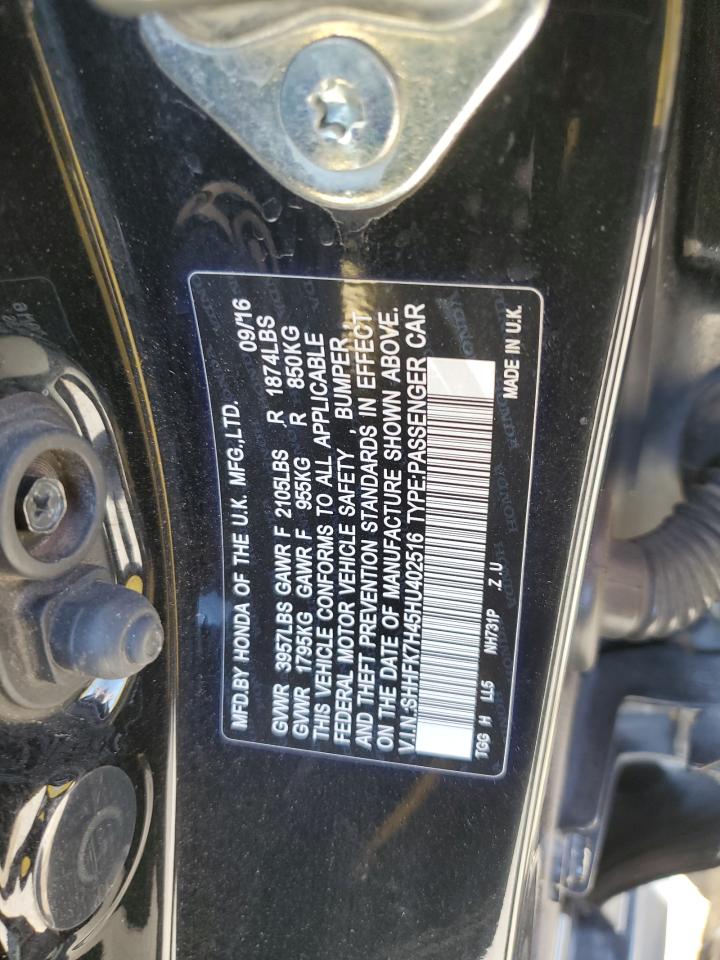 MFD.BY HONDA OF THE U.K. MFG.,LTD. 09/16
GVWR 3957LBS GAWR F 2105LBS R 1874LBS
GVWR 1795KG GAWR F 955KG R 850KG
THIS VEHICLE CONFORMS TO ALL APPLICABLE
FEDERAL MOTOR VEHICLE SAFETY , BUMPER ,
AND THEFT PREVENTION STANDARDS IN EFFECT
ON THE DATE OF MANUFACTURE SHOWN ABOVE.
V.I.N.:SHHFK7H45HU402516 TYPE:PASSENGER CAR
TGG H LL5 NH731P .Z U MADE IN U.K.